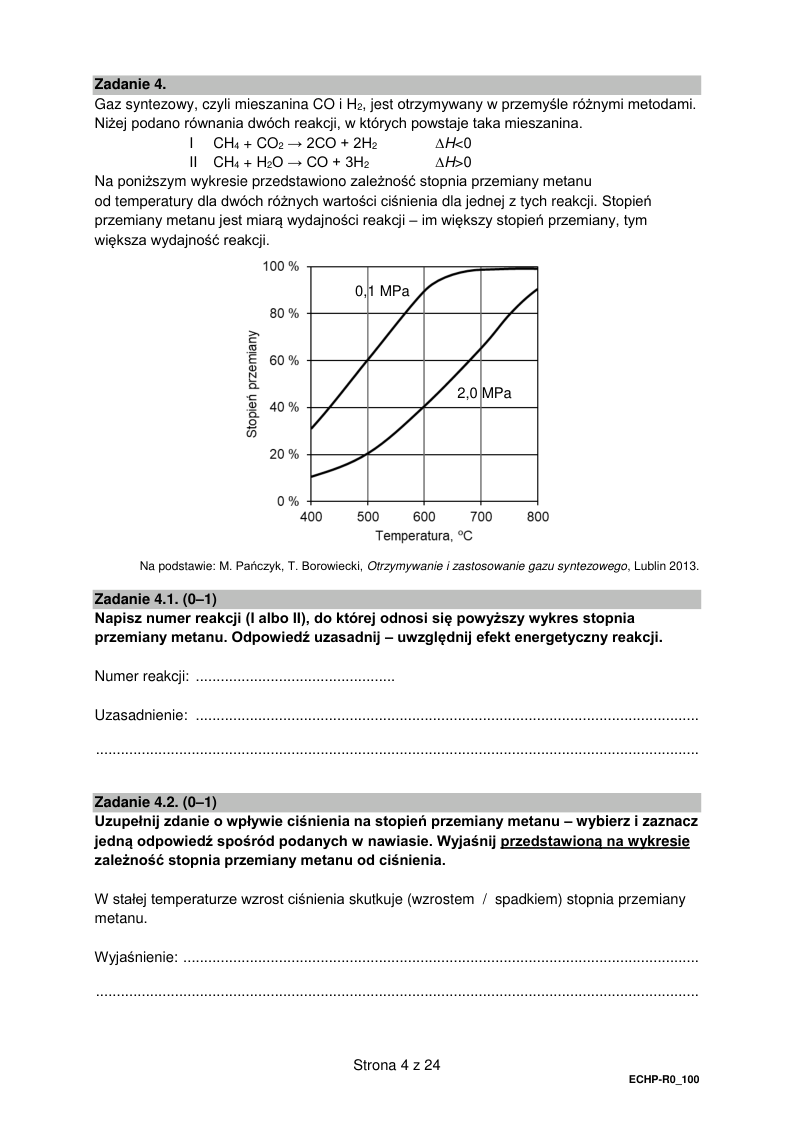 Zadanie 4.
Gaz syntezowy, czyli mieszanina CO i H₂, jest otrzymywany w przemyśle różnymi metodami.
Niżej podano równania dwóch reakcji, w których powstaje taka mieszanina.
I CH₄ + CO₂ → 2CO + 2H₂ ΔH<0
II CH₄ + H₂O → CO + 3H₂ ΔH>0
Na poniższym wykresie przedstawiono zależność stopnia przemiany metanu
od temperatury dla dwóch różnych wartości ciśnienia dla jednej z tych reakcji. Stopień
przemiany metanu jest miarą wydajności reakcji – im większy stopień przemiany, tym
większa wydajność reakcji.
100 %
80 %
60 %
40 %
20 %
0 %
Stopień przemiany
0,1 MPa
2,0 MPa
400 500 600 700 800
Temperatura, ºC
Na podstawie: M. Pańczyk, T. Borowiecki, Otrzymywanie i zastosowanie gazu syntezowego, Lublin 2013.
Zadanie 4.1. (0–1)
Napisz numer reakcji (I albo II), do której odnosi się powyższy wykres stopnia
przemiany metanu. Odpowiedź uzasadnij – uwzględnij efekt energetyczny reakcji.
Numer reakcji: ................................................
Uzasadnienie: .........................................................................................................................
.................................................................................................................................................
Zadanie 4.2. (0–1)
Uzupełnij zdanie o wpływie ciśnienia na stopień przemiany metanu – wybierz i zaznacz
jedną odpowiedź spośród podanych w nawiasie. Wyjaśnij przedstawioną na wykresie
zależność stopnia przemiany metanu od ciśnienia.
W stałej temperaturze wzrost ciśnienia skutkuje (wzrostem / spadkiem) stopnia przemiany
metanu.
Wyjaśnienie: ............................................................................................................................
.................................................................................................................................................
Strona 4 z 24
ECHP-R0_100